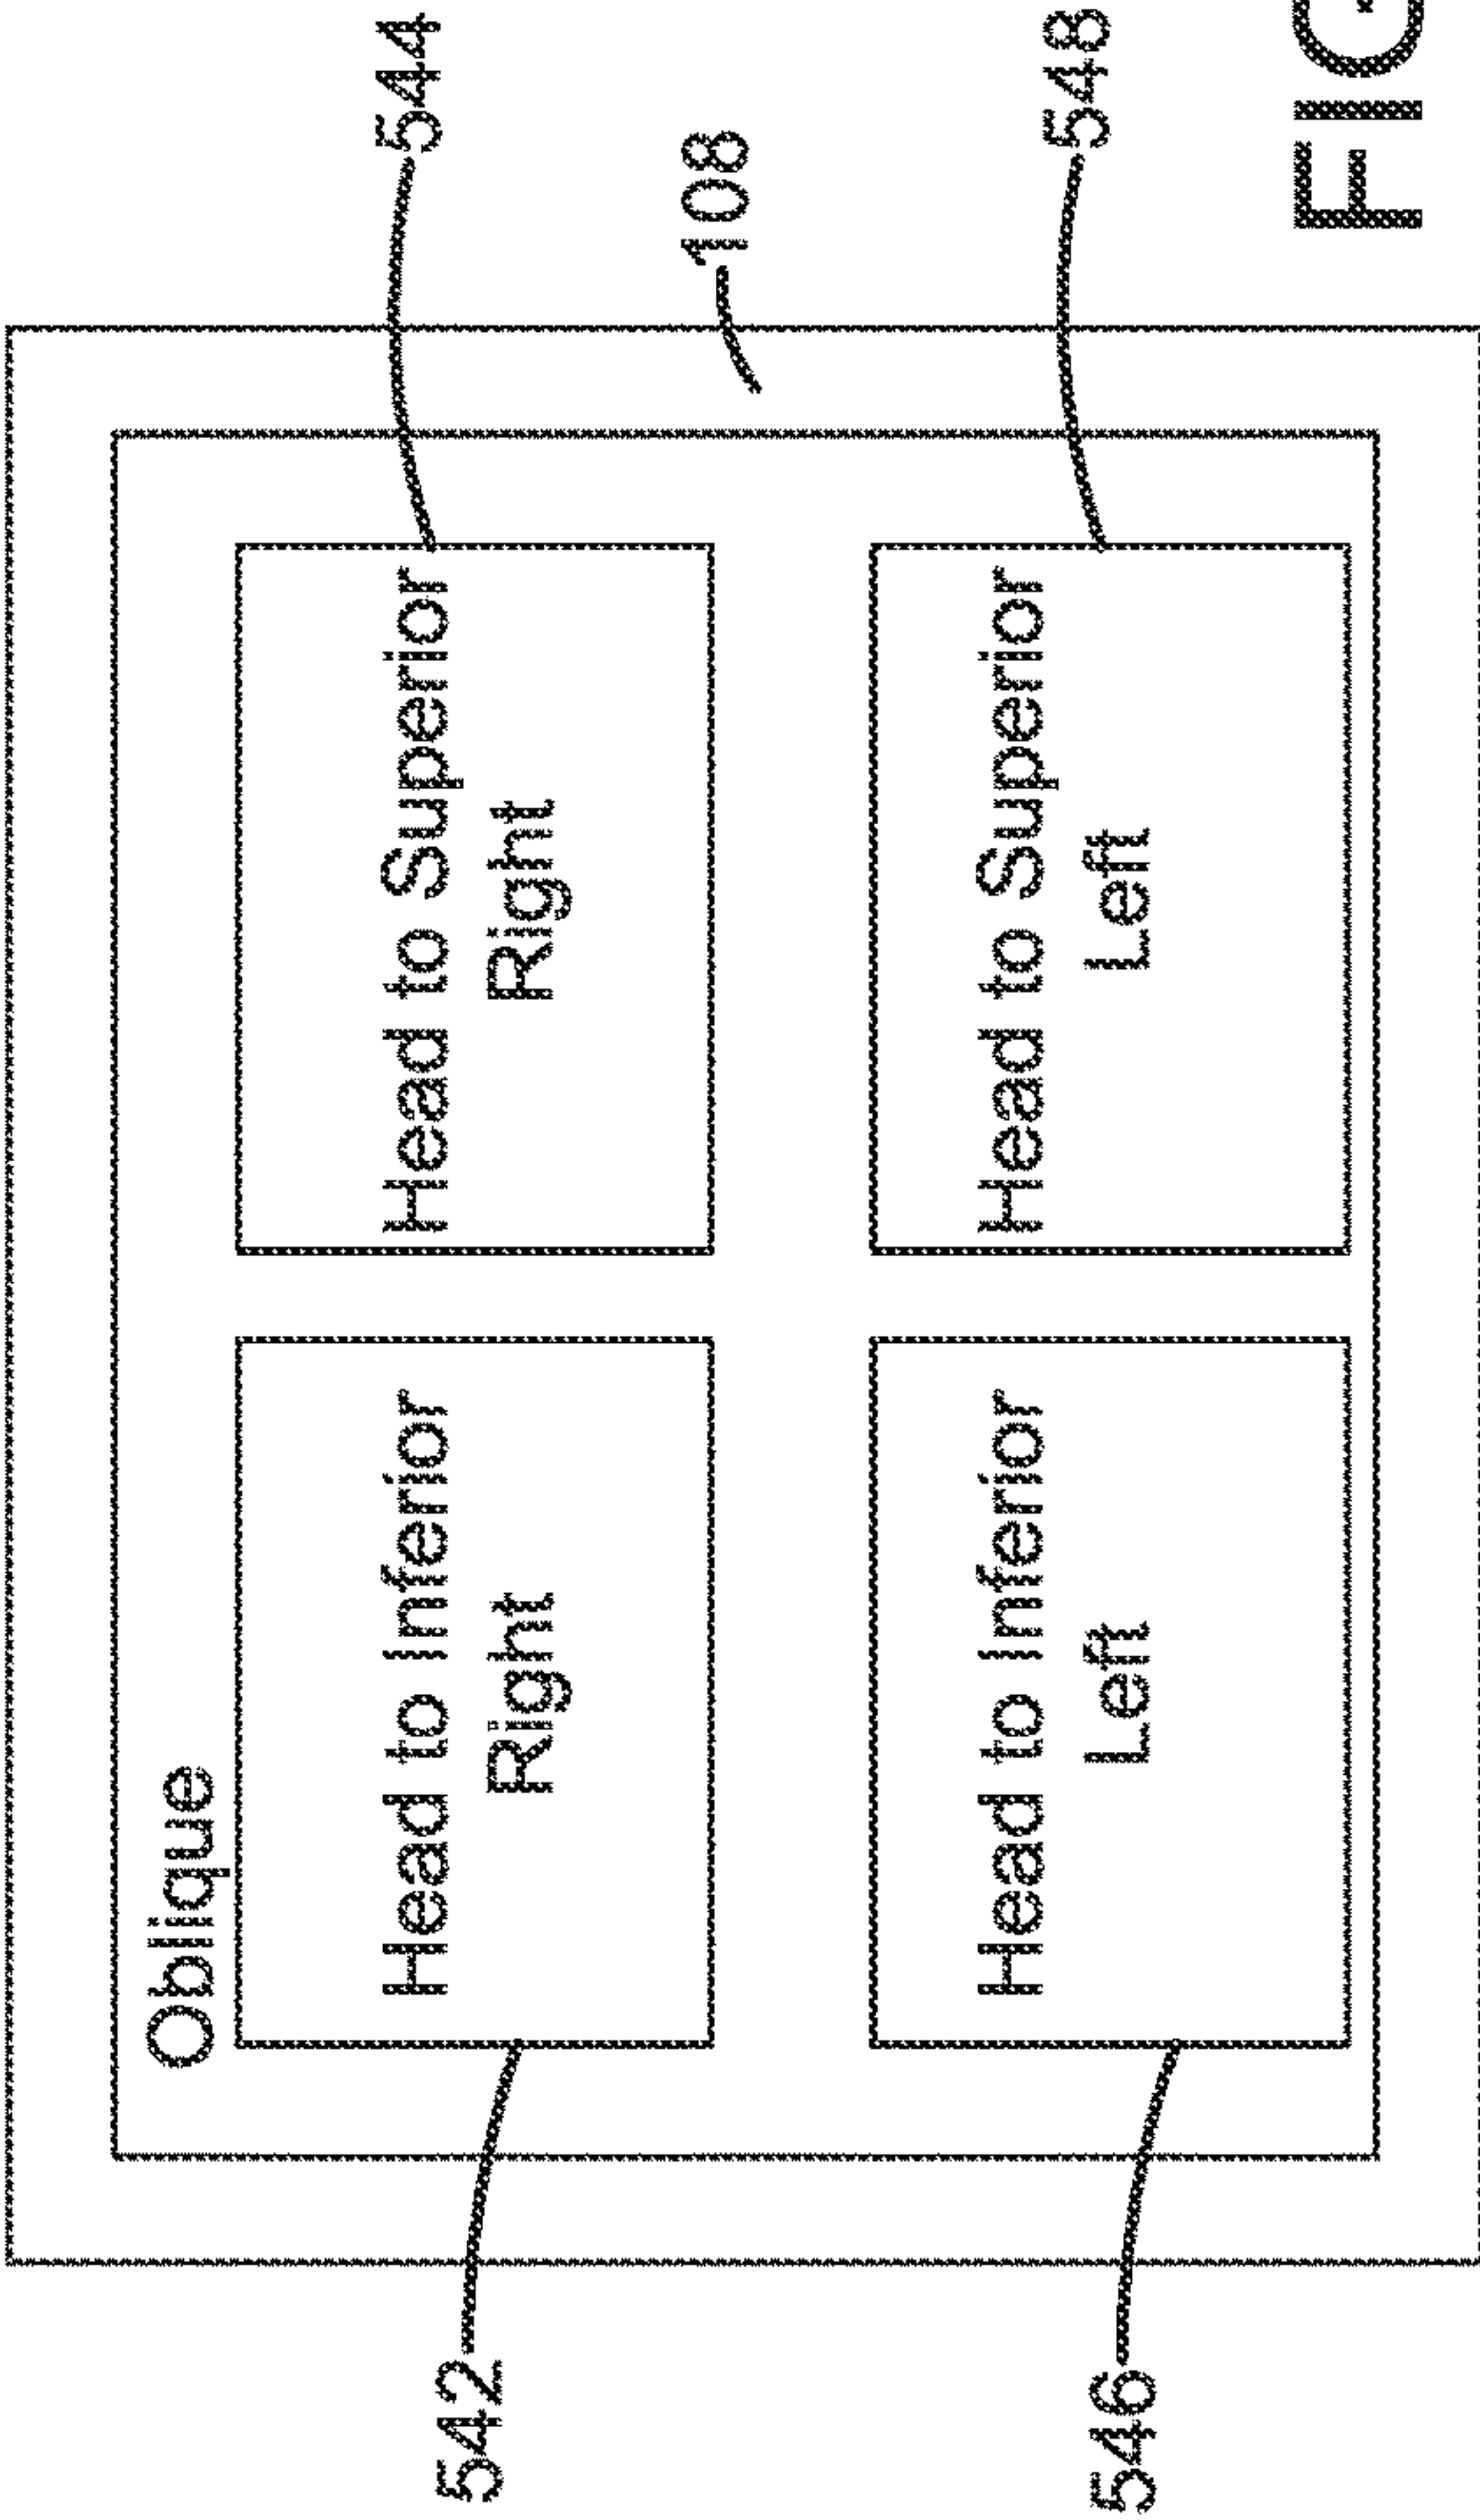 Oblique
544
Head to Inferior
Right
Head to Superior
Right
542
108
Head to Inferior
Left
Head to Superior
Left
548
546